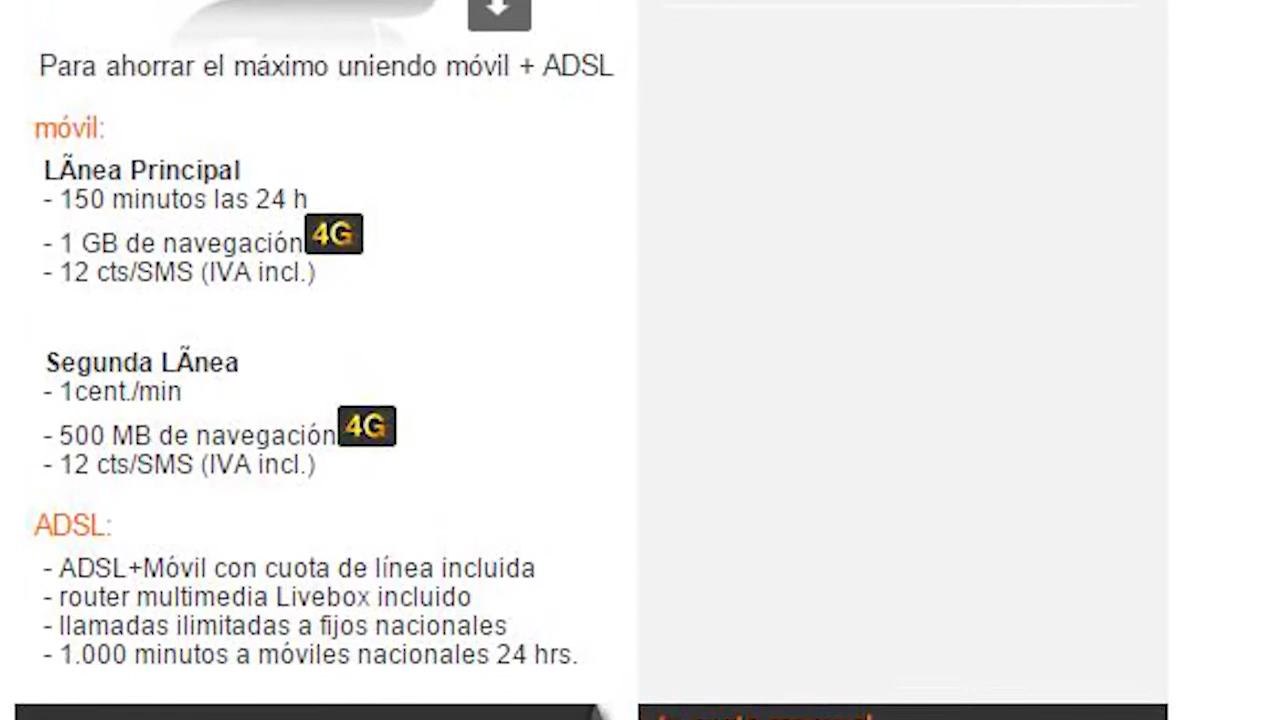 Para ahorrar el máximo uniendo móvil + ADSL
móvil:
LÃnea Principal
- 150 minutos las 24 h
- 1 GB de navegación 4G
- 12 cts/SMS (IVA incl.)
Segunda LÃnea
- 1cent./min
- 500 MB de navegación 4G
- 12 cts/SMS (IVA incl.)
ADSL:
- ADSL+Móvil con cuota de línea incluida
- router multimedia Livebox incluido
- llamadas ilimitadas a fijos nacionales
- 1.000 minutos a móviles nacionales 24 hrs.